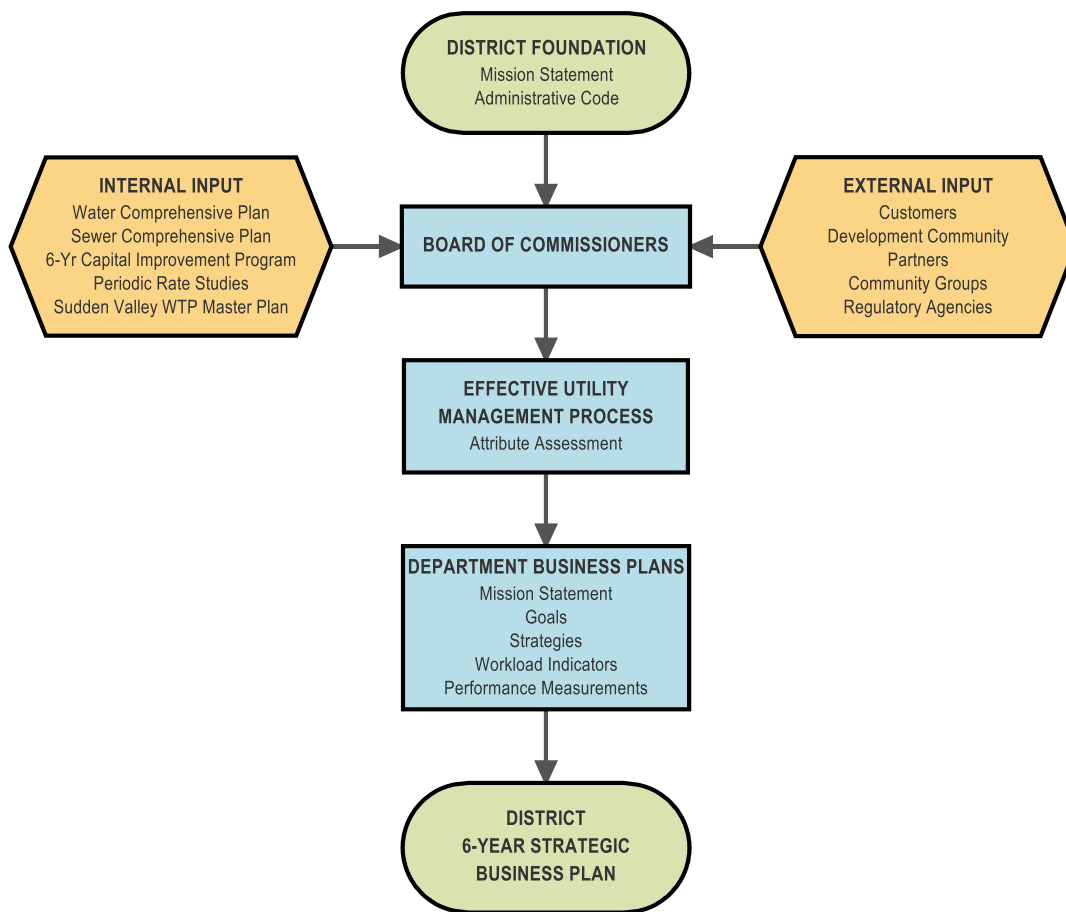 DISTRICT FOUNDATION
Mission Statement
Administrative Code
INTERNAL INPUT
Water Comprehensive Plan
Sewer Comprehensive Plan
6-Yr Capital Improvement Program
Periodic Rate Studies
Sudden Valley WTP Master Plan
BOARD OF COMMISSIONERS
EXTERNAL INPUT
Customers
Development Community
Partners
Community Groups
Regulatory Agencies
EFFECTIVE UTILITY
MANAGEMENT PROCESS
Attribute Assessment
DEPARTMENT BUSINESS PLANS
Mission Statement
Goals
Strategies
Workload Indicators
Performance Measurements
DISTRICT
6-YEAR STRATEGIC
BUSINESS PLAN